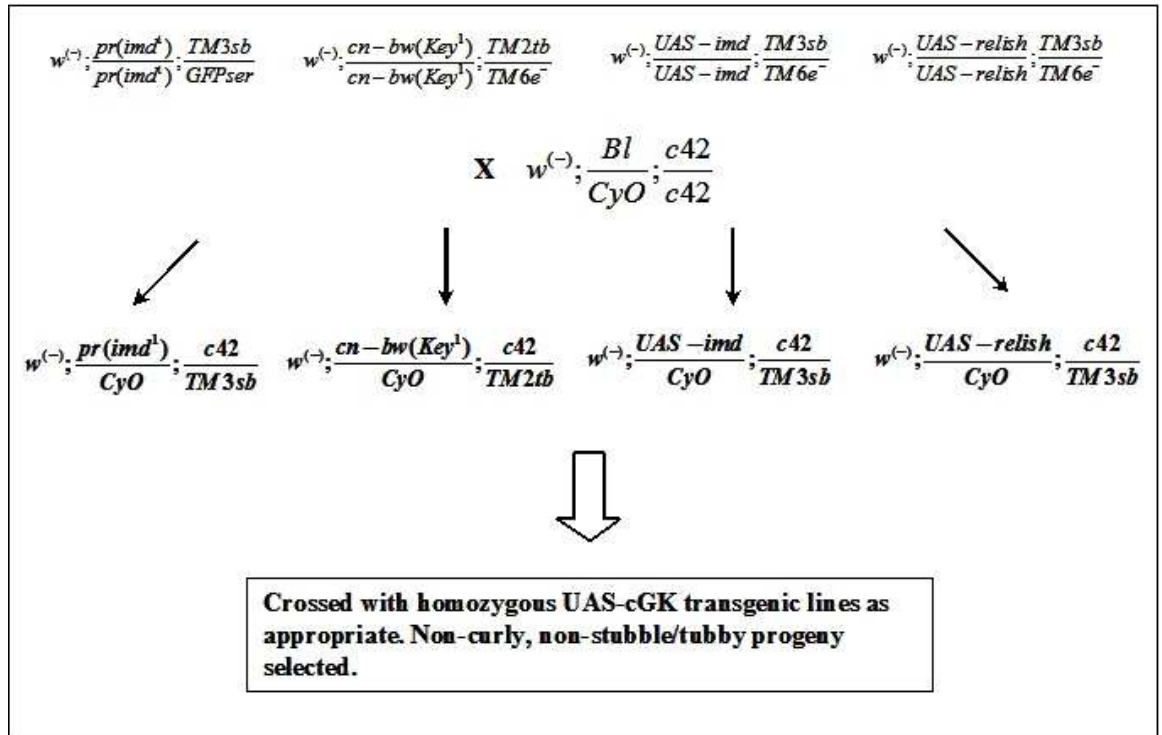 w(-); pr(imd¹)/pr(imd¹); TM3sb/GFPser
w(-); cn-bw(Key¹)/cn-bw(Key¹); TM2tb/TM6e⁻
w(-); UAS-imd/UAS-imd; TM3sb/TM6e⁻
w(-); UAS-relish/UAS-relish; TM3sb/TM6e⁻
X w(-); Bl/CyO; c42/c42
w(-); pr(imd¹)/CyO; c42/TM3sb
w(-); cn-bw(Key¹)/CyO; c42/TM2tb
w(-); UAS-imd/CyO; c42/TM3sb
w(-); UAS-relish/CyO; c42/TM3sb
Crossed with homozygous UAS-cGK transgenic lines as
appropriate. Non-curly, non-stubble/tubby progeny
selected.